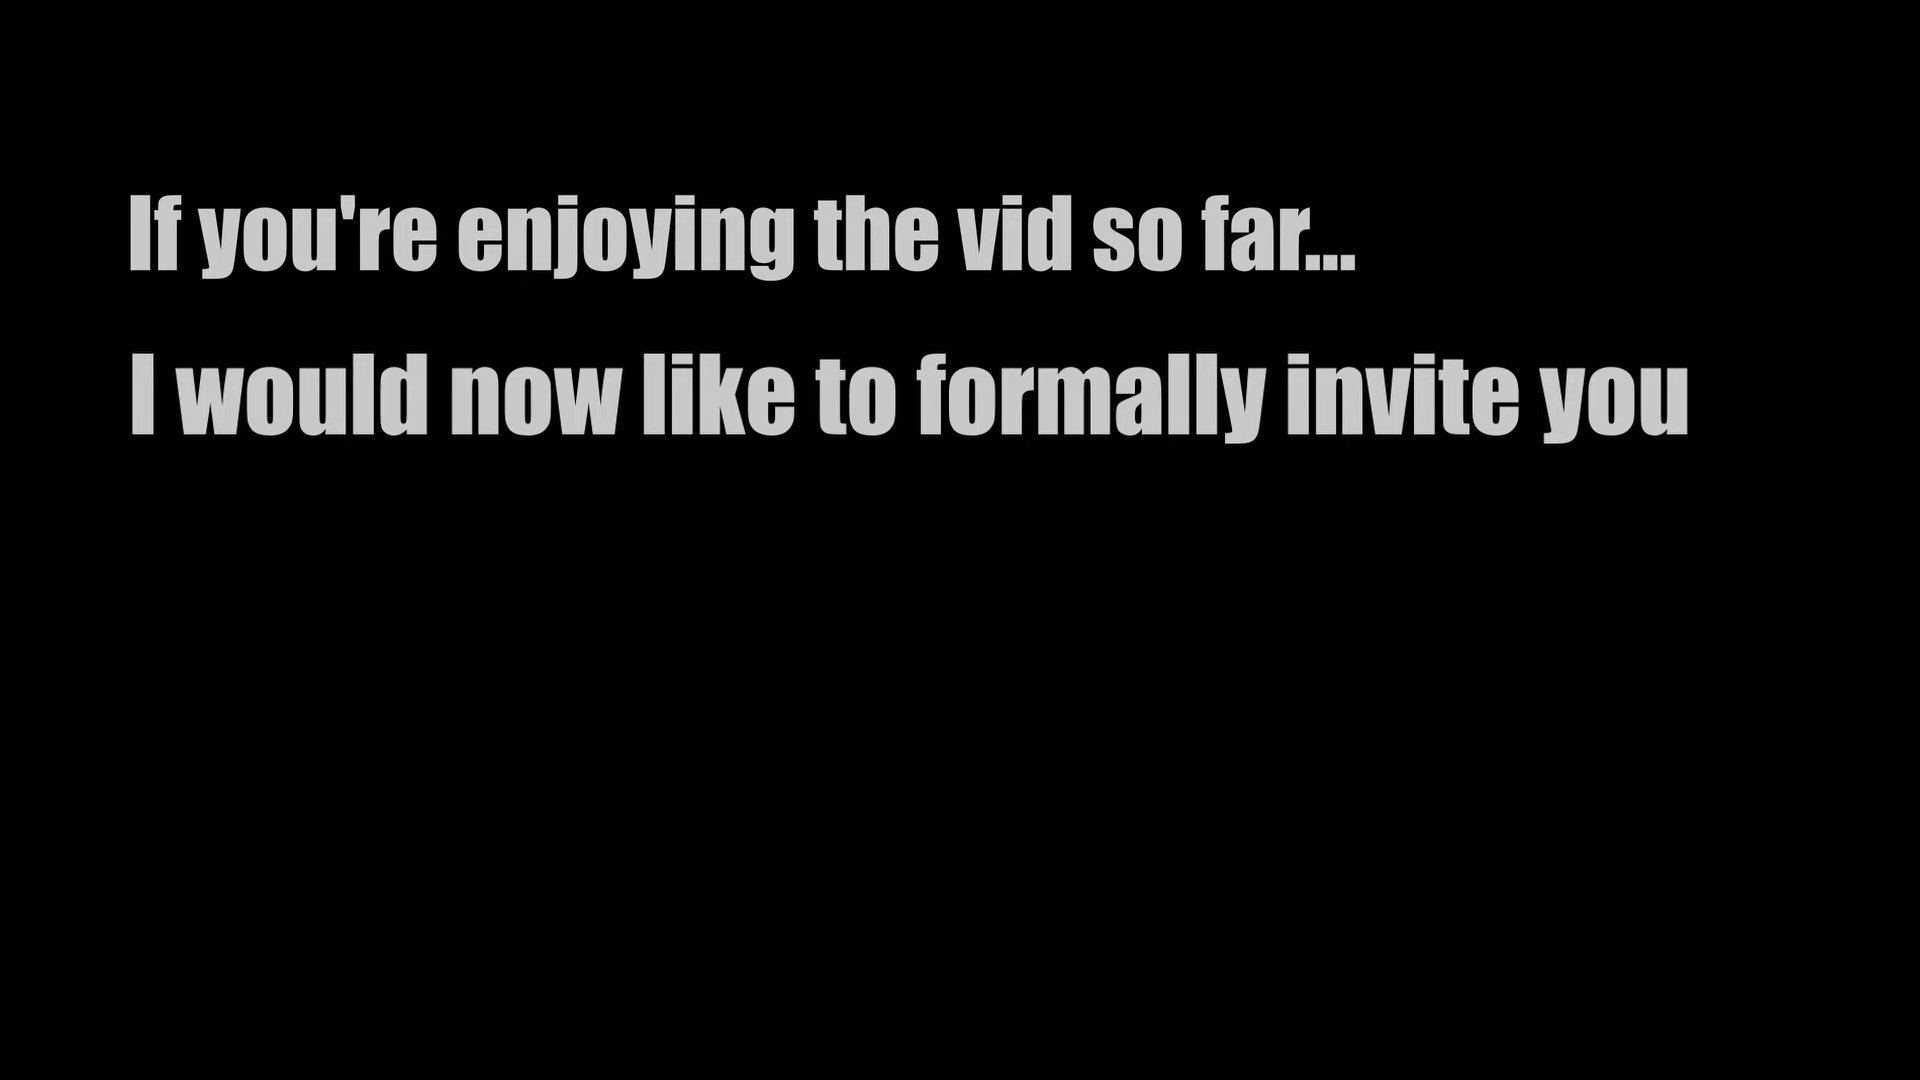 If you're enjoying the vid so far...
I would now like to formally invite you